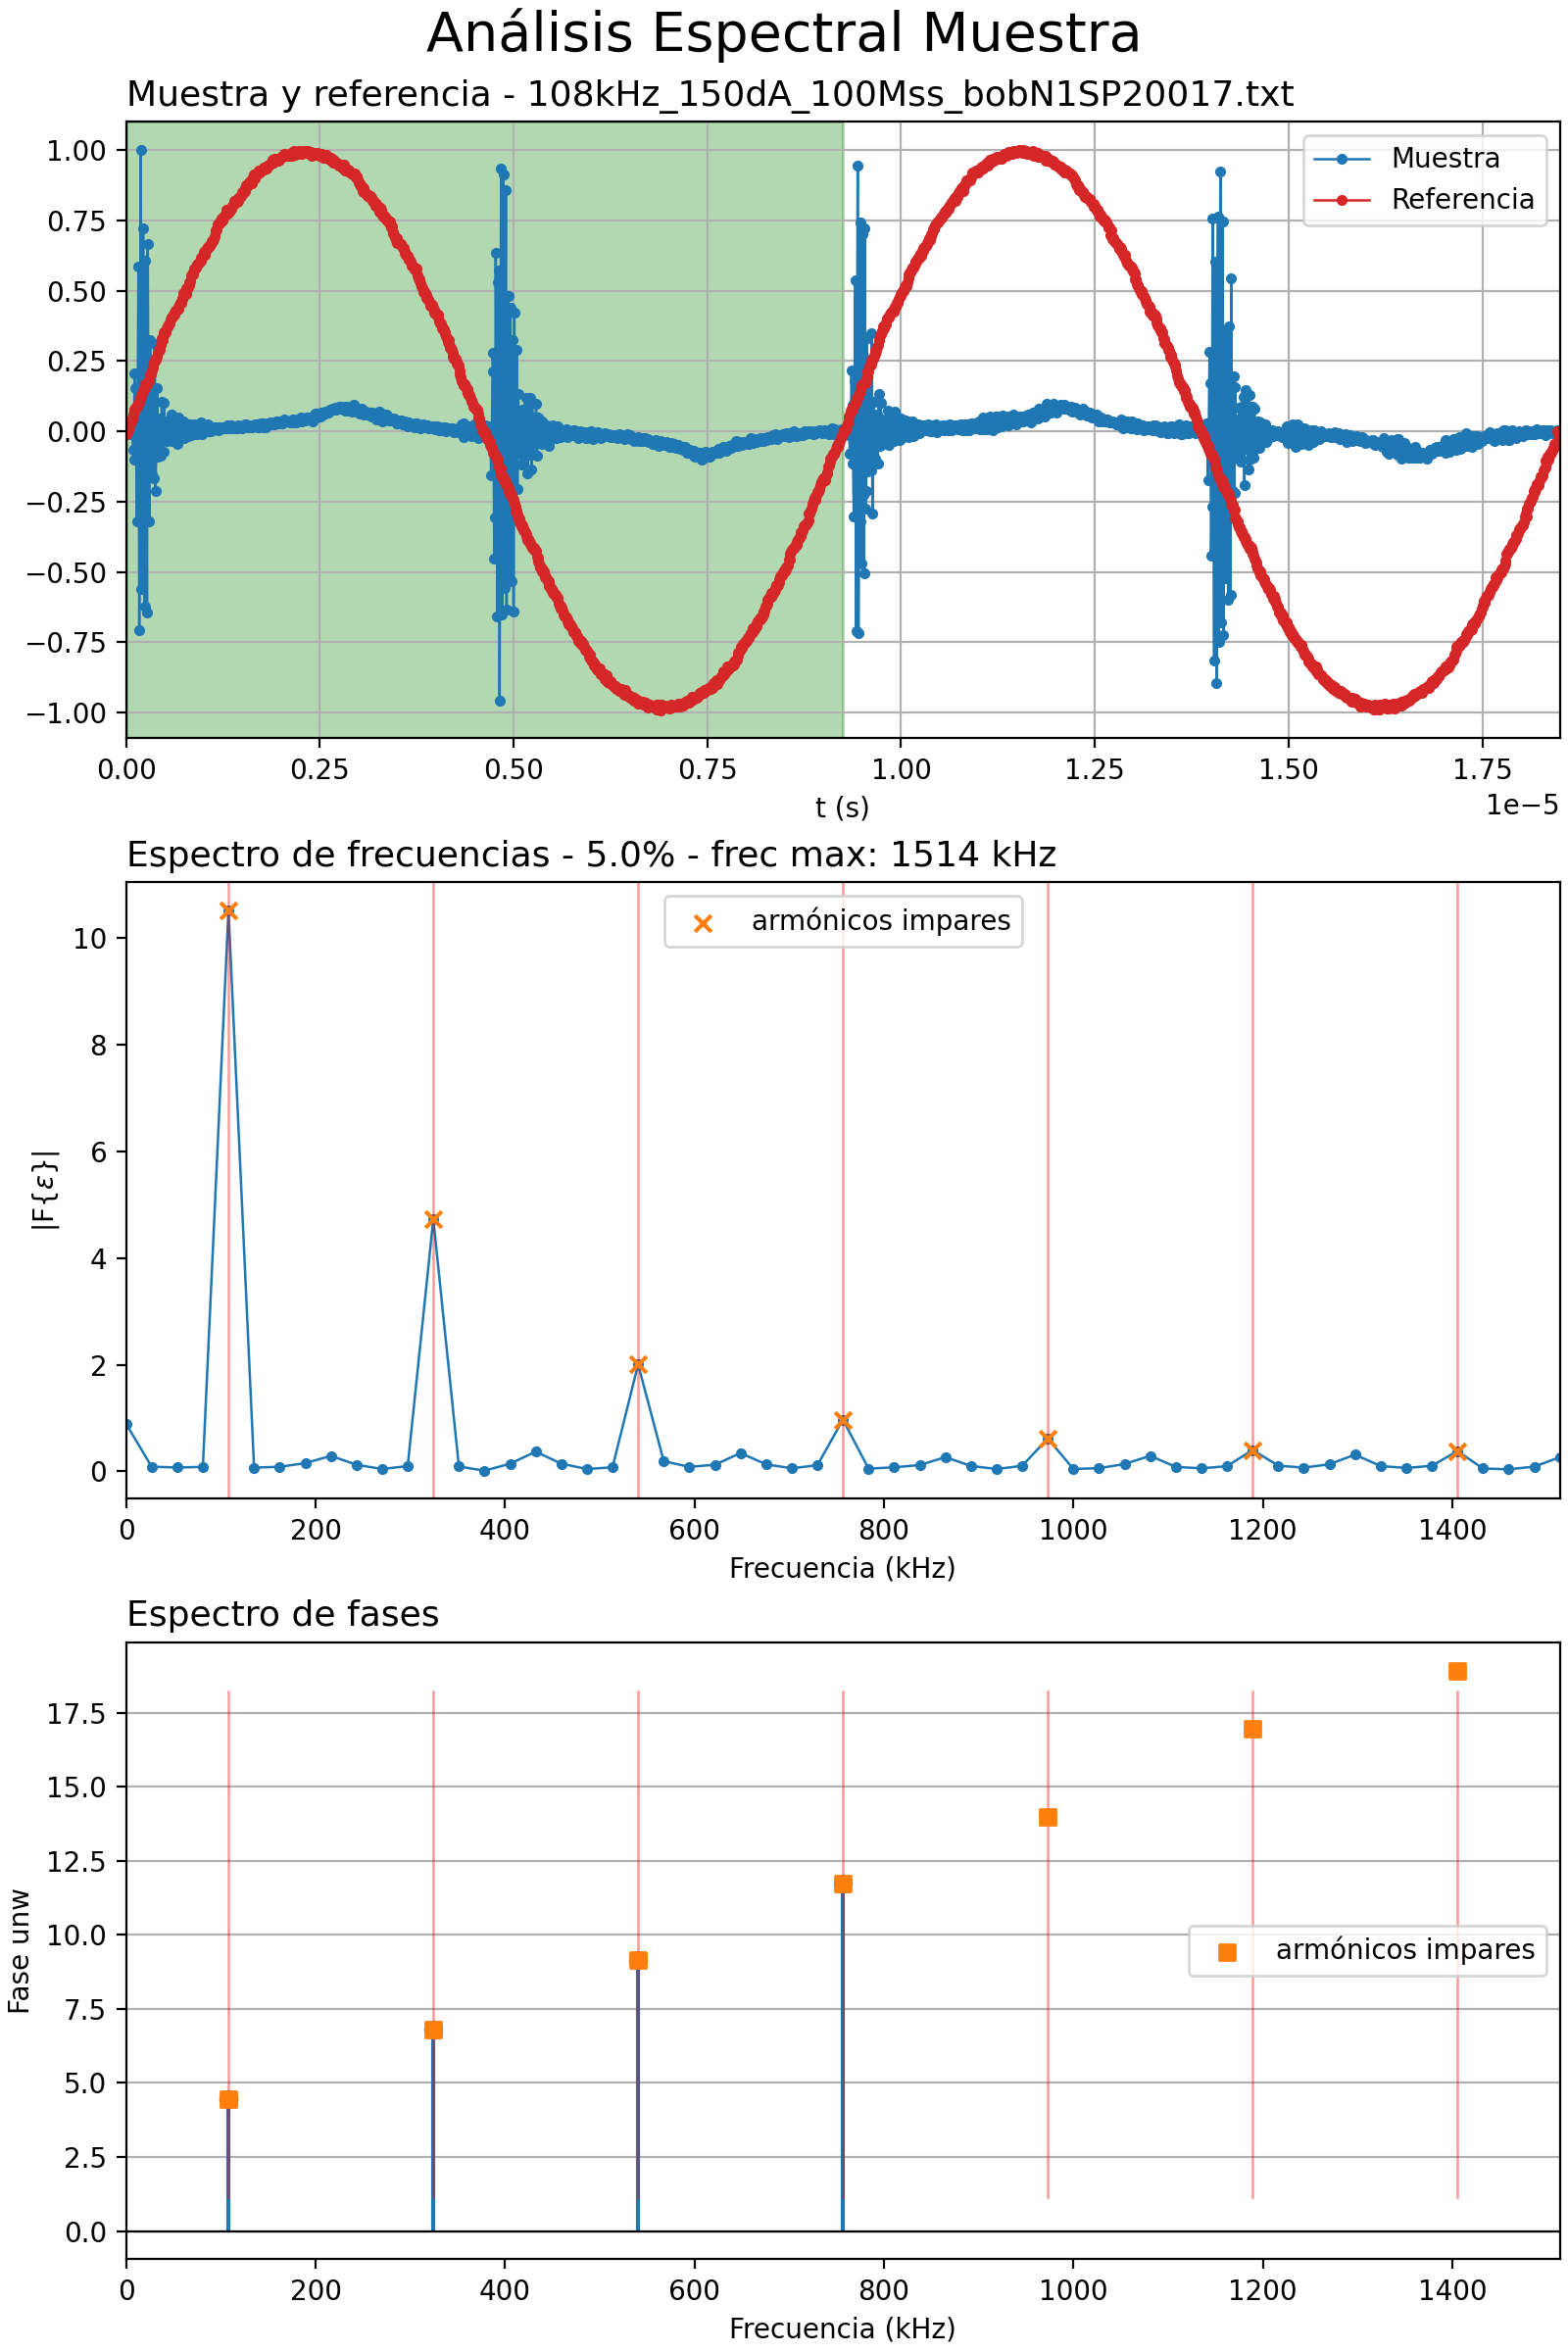 Análisis Espectral Muestra
Muestra y referencia - 108kHz_150dA_100Mss_bobN1SP20017.txt
1.00
0.75
0.50
0.25
0.00
−0.25
−0.50
−0.75
−1.00
Muestra
Referencia
0.00 0.25 0.50 0.75 1.00 1.25 1.50 1.75
t (s)
1e−5
Espectro de frecuencias - 5.0% - frec max: 1514 kHz
armónicos impares
10
8
6
4
2
0
|F{ε}|
0 200 400 600 800 1000 1200 1400
Frecuencia (kHz)
Espectro de fases
17.5
15.0
12.5
10.0
7.5
5.0
2.5
0.0
Fase unw
armónicos impares
0 200 400 600 800 1000 1200 1400
Frecuencia (kHz)